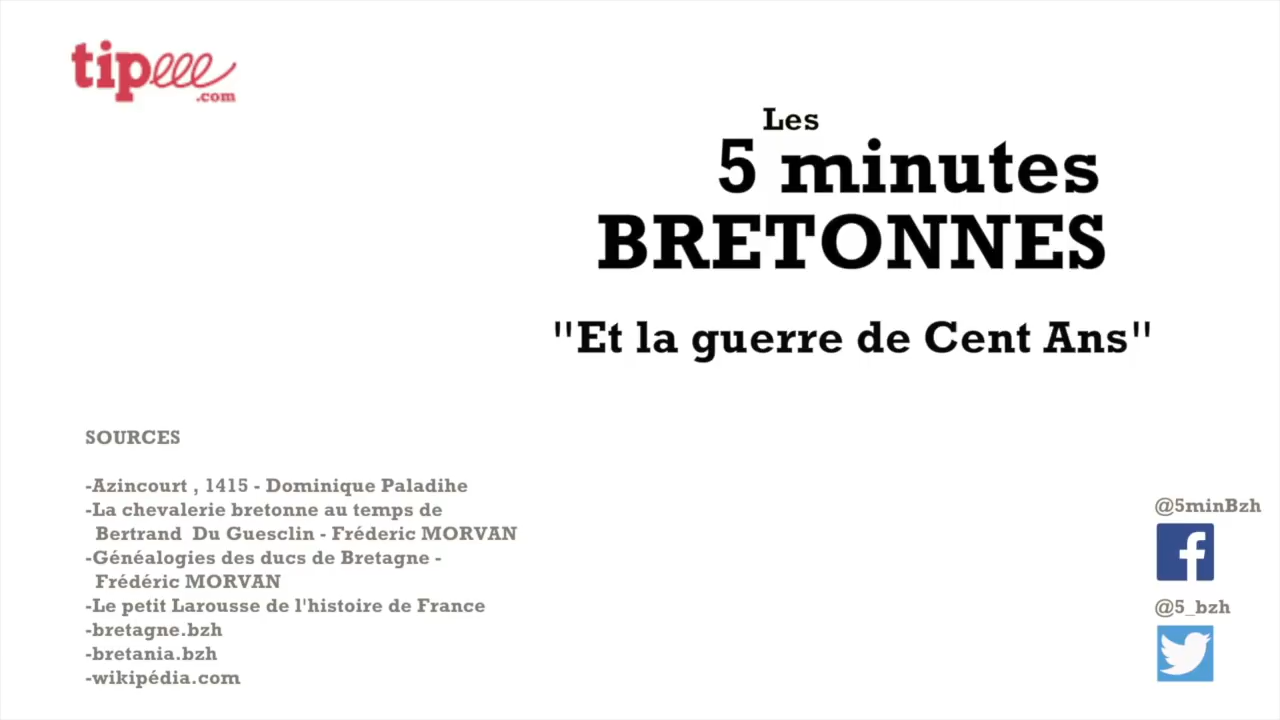 tipeee
.com
Les
5 minutes
BRETONNES
"Et la guerre de Cent Ans"
SOURCES
-Azincourt , 1415 - Dominique Paladihe
-La chevalerie bretonne au temps de
Bertrand Du Guesclin - Fréderic MORVAN
-Généalogies des ducs de Bretagne -
Frédéric MORVAN
-Le petit Larousse de l'histoire de France
-bretagne.bzh
-bretania.bzh
-wikipédia.com
@5minBzh
@5_bzh